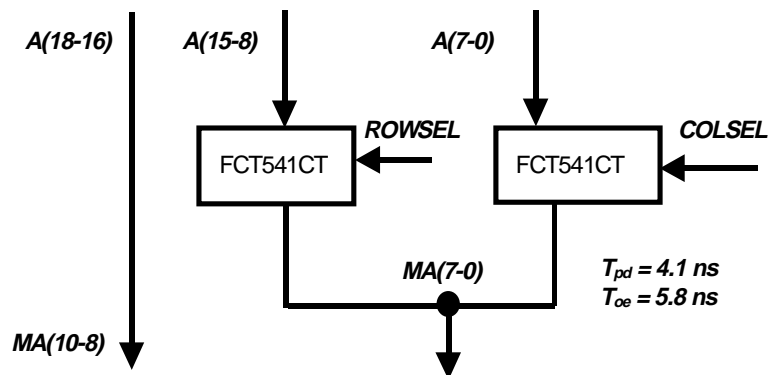 A(18-16)
A(15-8)
A(7-0)
ROWSEL
COLSEL
FCT541CT
FCT541CT
MA(7-0)
Tpd = 4.1 ns
Toe = 5.8 ns
MA(10-8)